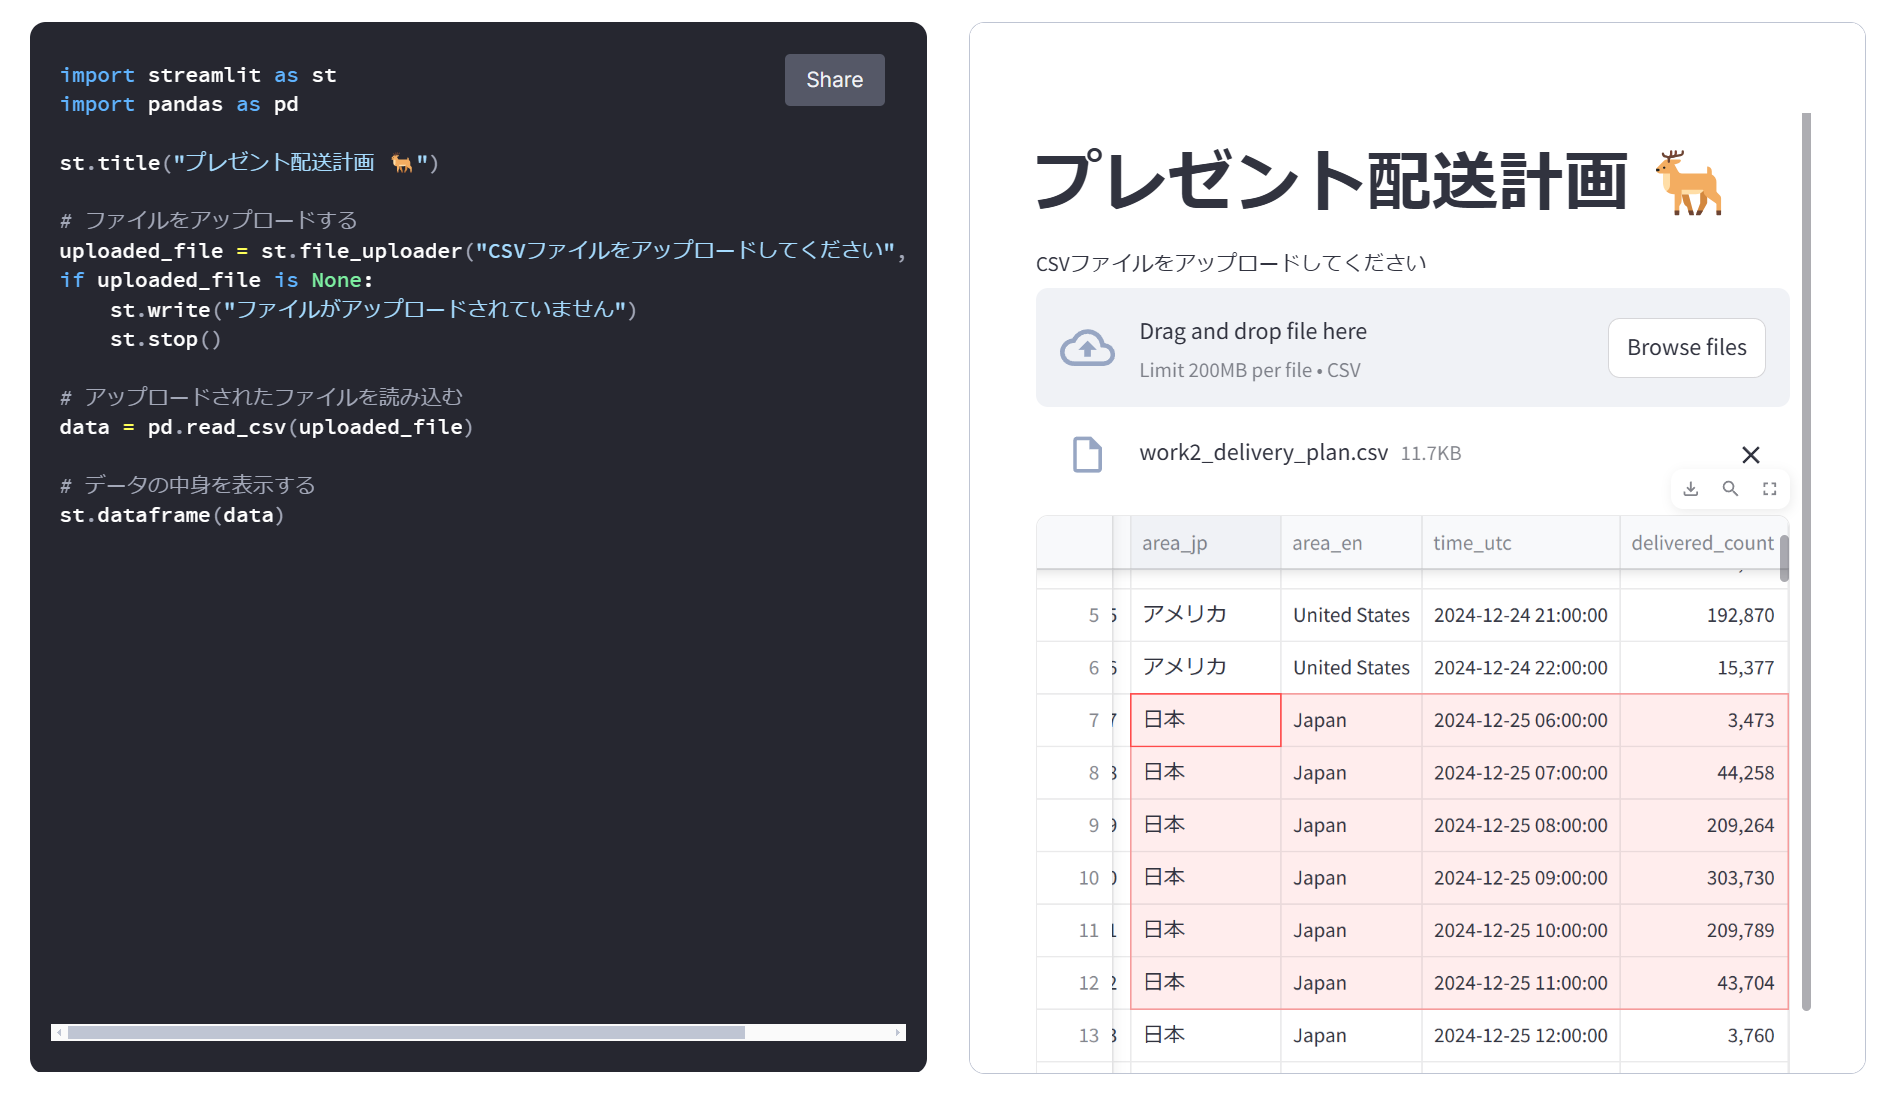 import streamlit as st
import pandas as pd
st.title("プレゼント配送計画 🦌")
# ファイルをアップロードする
uploaded_file = st.file_uploader("CSVファイルをアップロードしてください",
if uploaded_file is None:
st.write("ファイルがアップロードされていません")
st.stop()
# アップロードされたファイルを読み込む
data = pd.read_csv(uploaded_file)
# データの中身を表示する
st.dataframe(data)
Share
プレゼント配送計画 🦌
CSVファイルをアップロードしてください
Drag and drop file here
Limit 200MB per file • CSV
Browse files
work2_delivery_plan.csv 11.7KB
area_jp area_en time_utc delivered_count
5 アメリカ United States 2024-12-24 21:00:00 192,870
6 アメリカ United States 2024-12-24 22:00:00 15,377
7 日本 Japan 2024-12-25 06:00:00 3,473
8 日本 Japan 2024-12-25 07:00:00 44,258
9 日本 Japan 2024-12-25 08:00:00 209,264
10 日本 Japan 2024-12-25 09:00:00 303,730
11 日本 Japan 2024-12-25 10:00:00 209,789
12 日本 Japan 2024-12-25 11:00:00 43,704
13 日本 Japan 2024-12-25 12:00:00 3,760